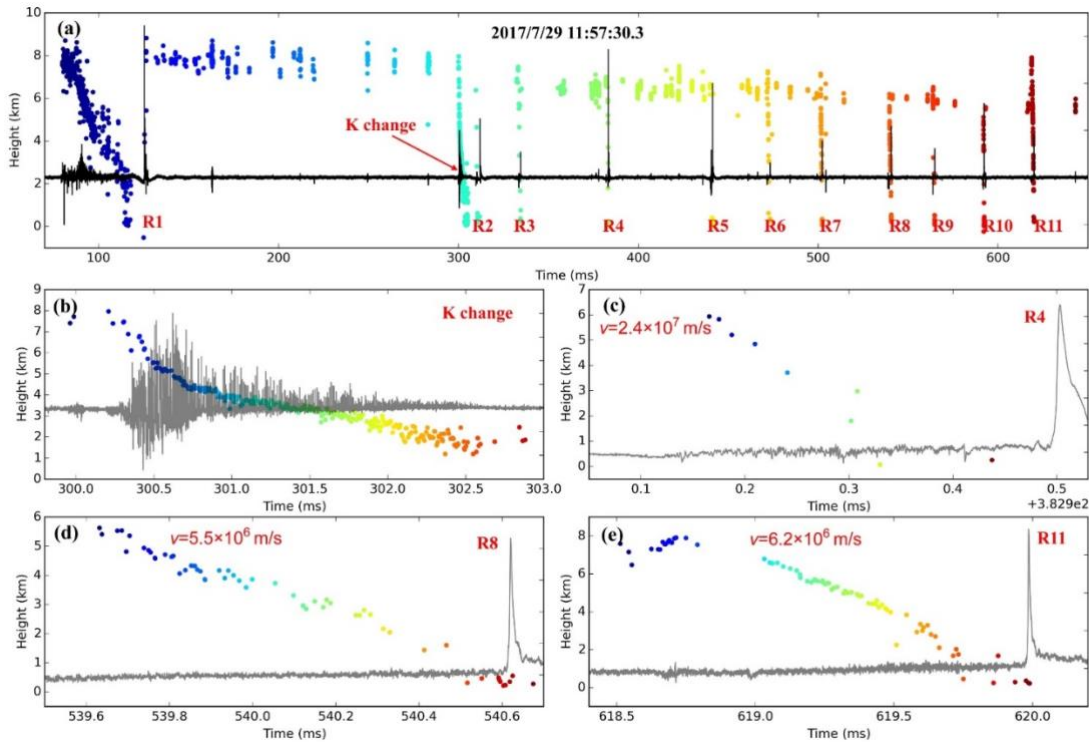 (a)
2017/7/29 11:57:30.3
K change
R1 R2 R3 R4 R5 R6 R7 R8 R9 R10 R11
Height (km)
10
8
6
4
2
0
100 200 300 400 500 600
Time (ms)
(b)
K change
Height (km)
9
8
7
6
5
4
3
2
1
0
300.0 300.5 301.0 301.5 302.0 302.5 303.0
Time (ms)
(c)
v=2.4×10⁷ m/s
R4
Height (km)
7
6
5
4
3
2
1
0
0.1 0.2 0.3 0.4 0.5
Time (ms)
+3.829e2
(d)
v=5.5×10⁶ m/s
R8
Height (km)
6
5
4
3
2
1
0
539.6 539.8 540.0 540.2 540.4 540.6
Time (ms)
(e)
v=6.2×10⁶ m/s
R11
Height (km)
8
6
4
2
0
618.5 619.0 619.5 620.0
Time (ms)